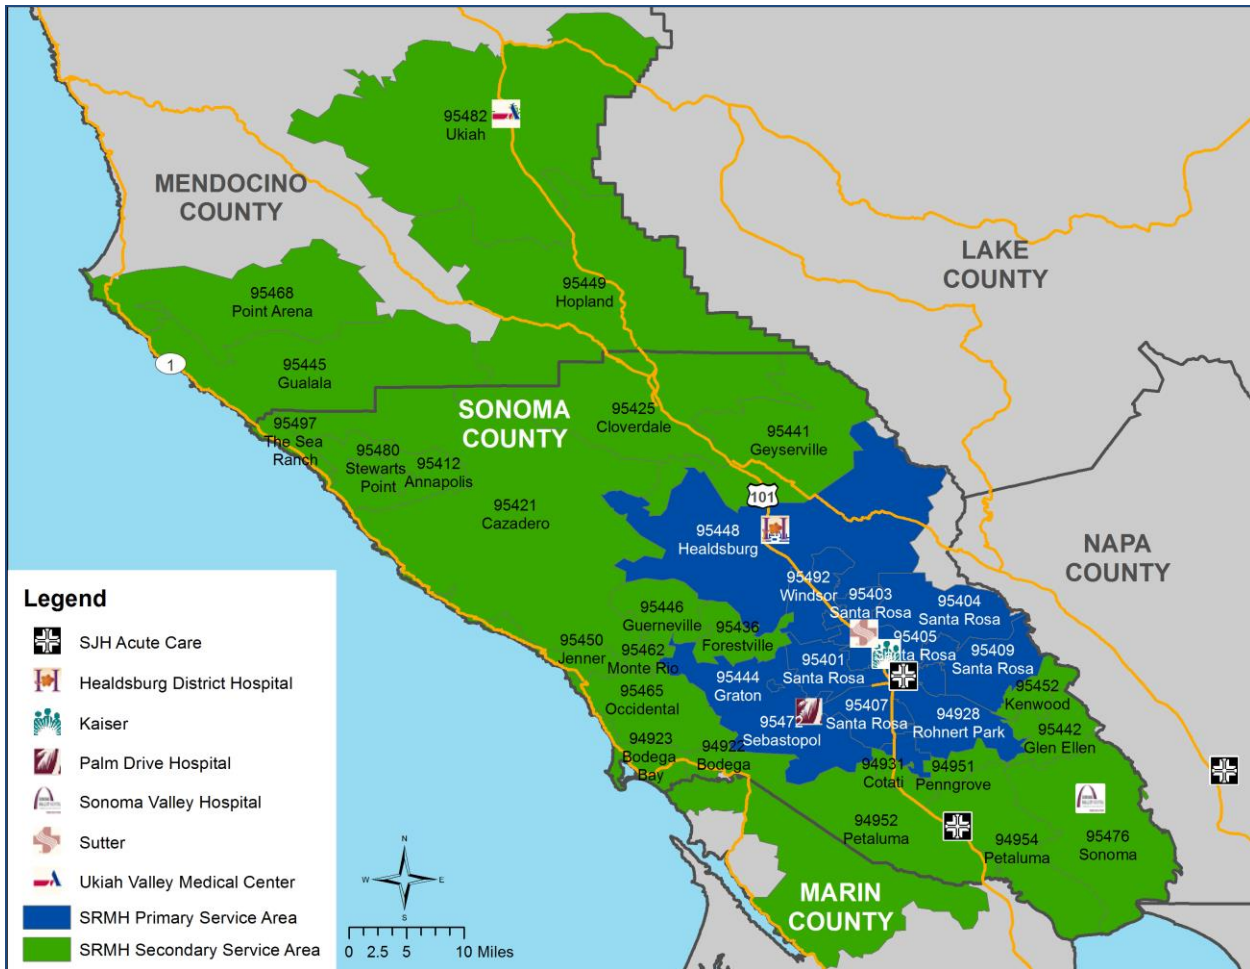 95482
Ukiah
MENDOCINO
COUNTY
LAKE
COUNTY
95449
Hopland
95468
Point Arena
1
95445
Gualala
SONOMA
COUNTY
95425
Cloverdale
95441
Geyserville
95497
The Sea
Ranch
95480
Stewarts
Point
95412
Annapolis
95421
Cazadero
101
95448
Healdsburg
NAPA
COUNTY
95492
Windsor
95403
Santa Rosa
95404
Santa Rosa
95446
Guerneville
95436
Forestville
95405
Santa Rosa
95409
Santa Rosa
95450
Jenner
95462
Monte Rio
95401
Santa Rosa
95444
Graton
95465
Occidental
95452
Kenwood
95407
Santa Rosa
94928
Rohnert Park
95472
Sebastopol
95442
Glen Ellen
94923
Bodega
Bay
94922
Bodega
94931
Cotati
94951
Penngrove
94952
Petaluma
94954
Petaluma
95476
Sonoma
MARIN
COUNTY
Legend
SJH Acute Care
Healdsburg District Hospital
Kaiser
Palm Drive Hospital
Sonoma Valley Hospital
Sutter
Ukiah Valley Medical Center
SRMH Primary Service Area
SRMH Secondary Service Area
N
W E
S
0 2.5 5 10 Miles